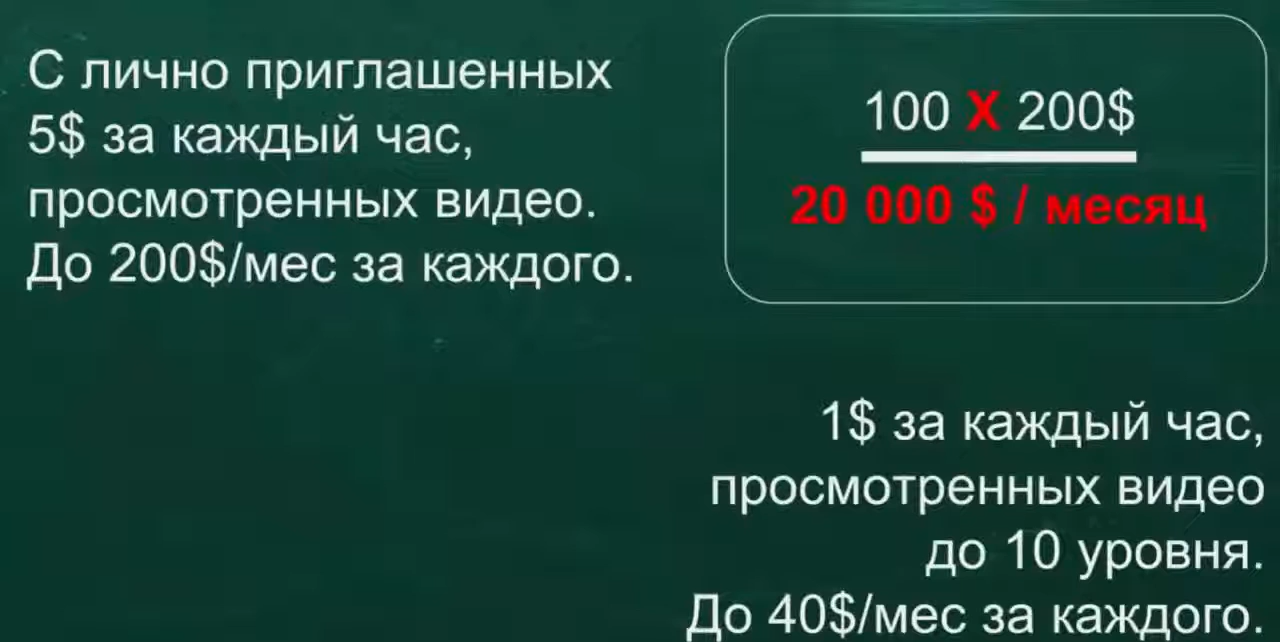 С лично приглашенных
5$ за каждый час,
просмотренных видео.
До 200$/мес за каждого.
100 X 200$
20 000 $ / месяц
1$ за каждый час,
просмотренных видео
до 10 уровня.
До 40$/мес за каждого.